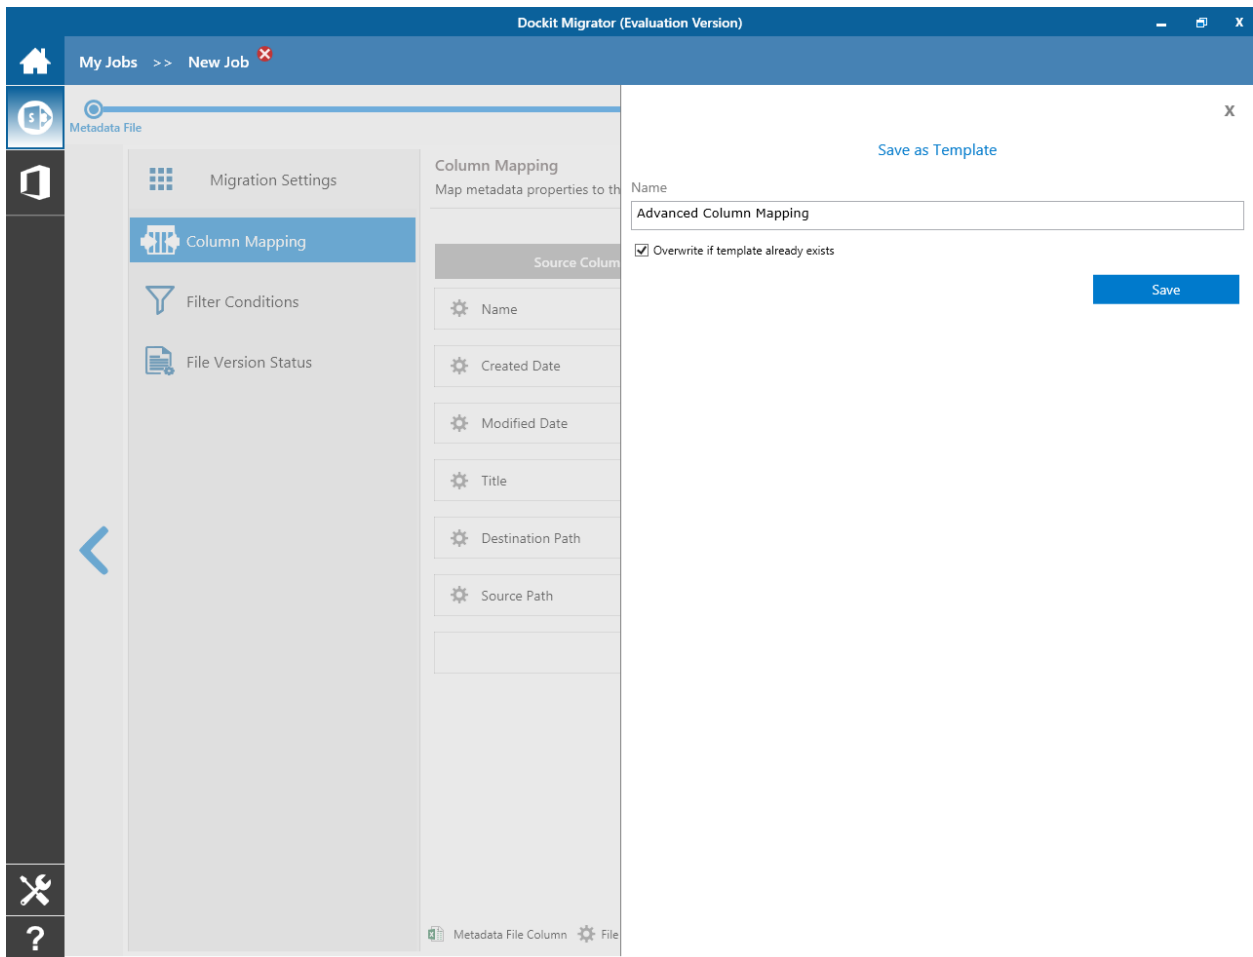 Dockit Migrator (Evaluation Version)
X
My Jobs >> New Job
Metadata File
X
Save as Template
Name
Advanced Column Mapping
Overwrite if template already exists
Save
Migration Settings
Column Mapping
Filter Conditions
File Version Status
Column Mapping
Map metadata properties to th
Source Colum
Name
Created Date
Modified Date
Title
Destination Path
Source Path
Metadata File Column File
?